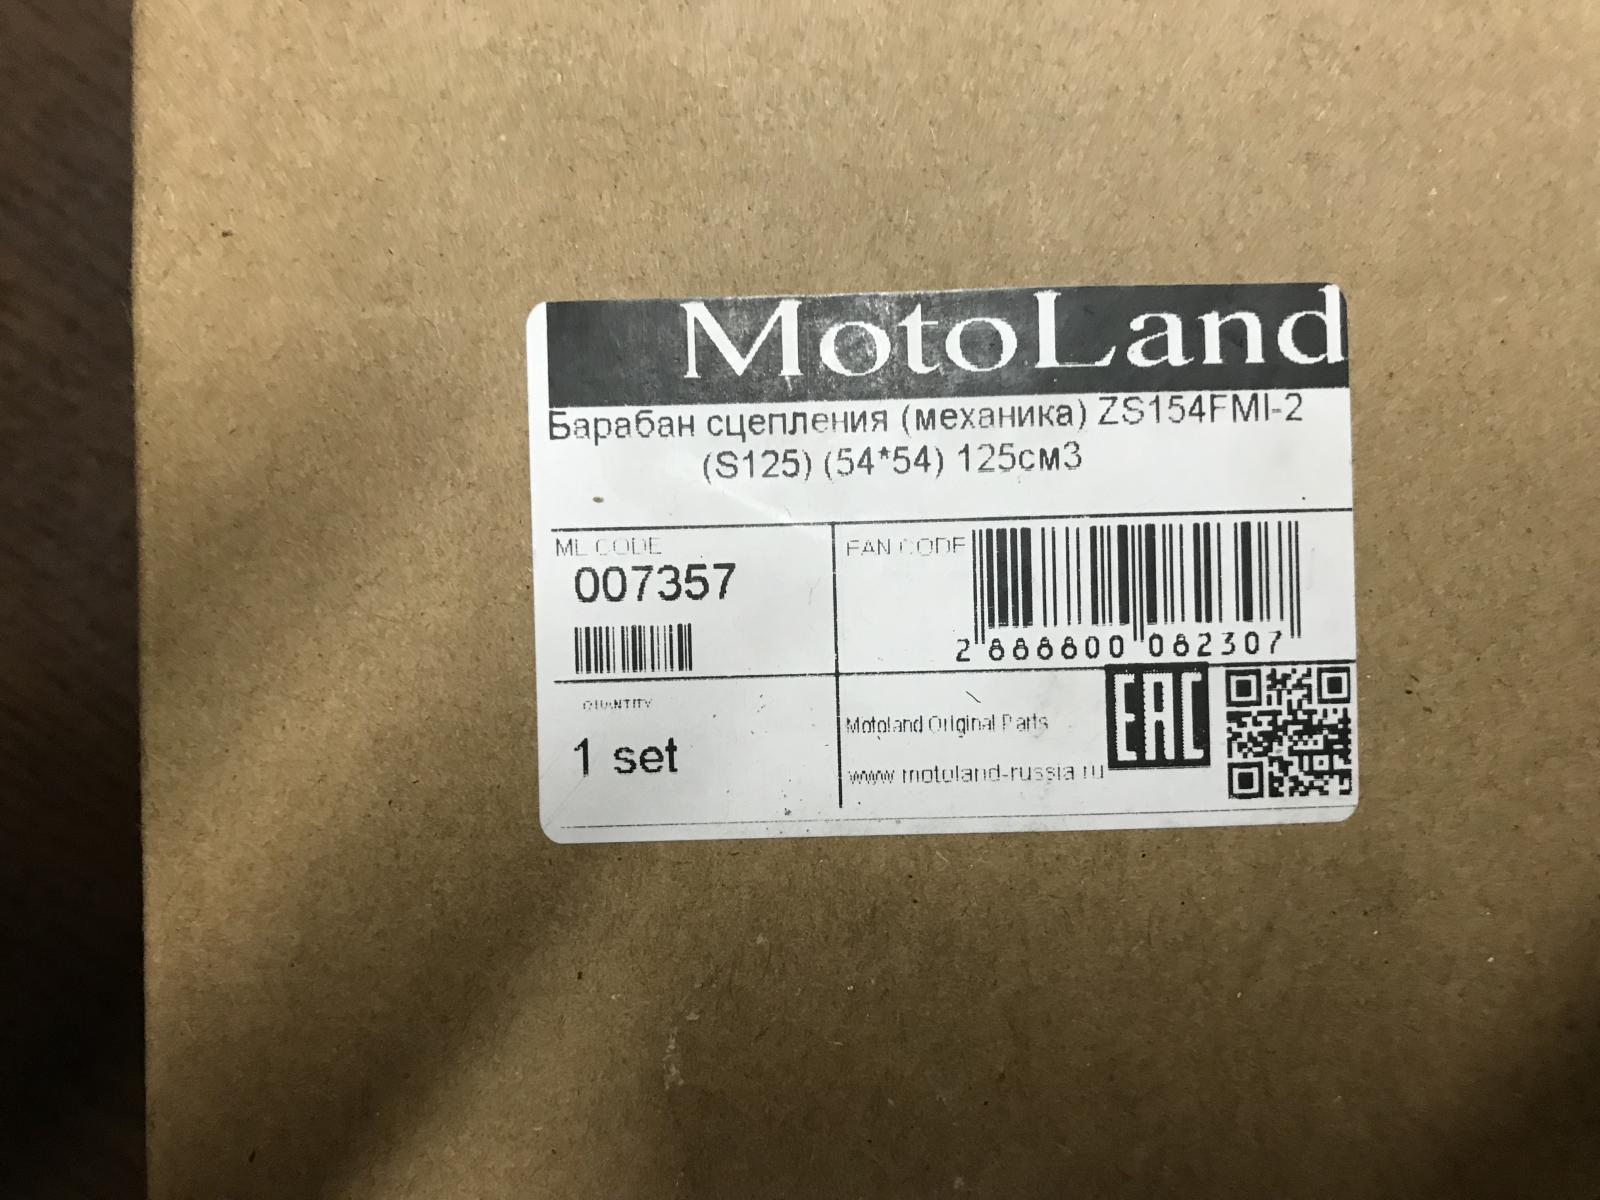 MotoLand
Барабан сцепления (механика) ZS154FMI-2
(S125) (54*54) 125см3
ML CODE
007357
EAN CODE
2 888800 082307
QUANTITY
1 set
Motoland Original Parts
www.motoland-russia.ru
EAC